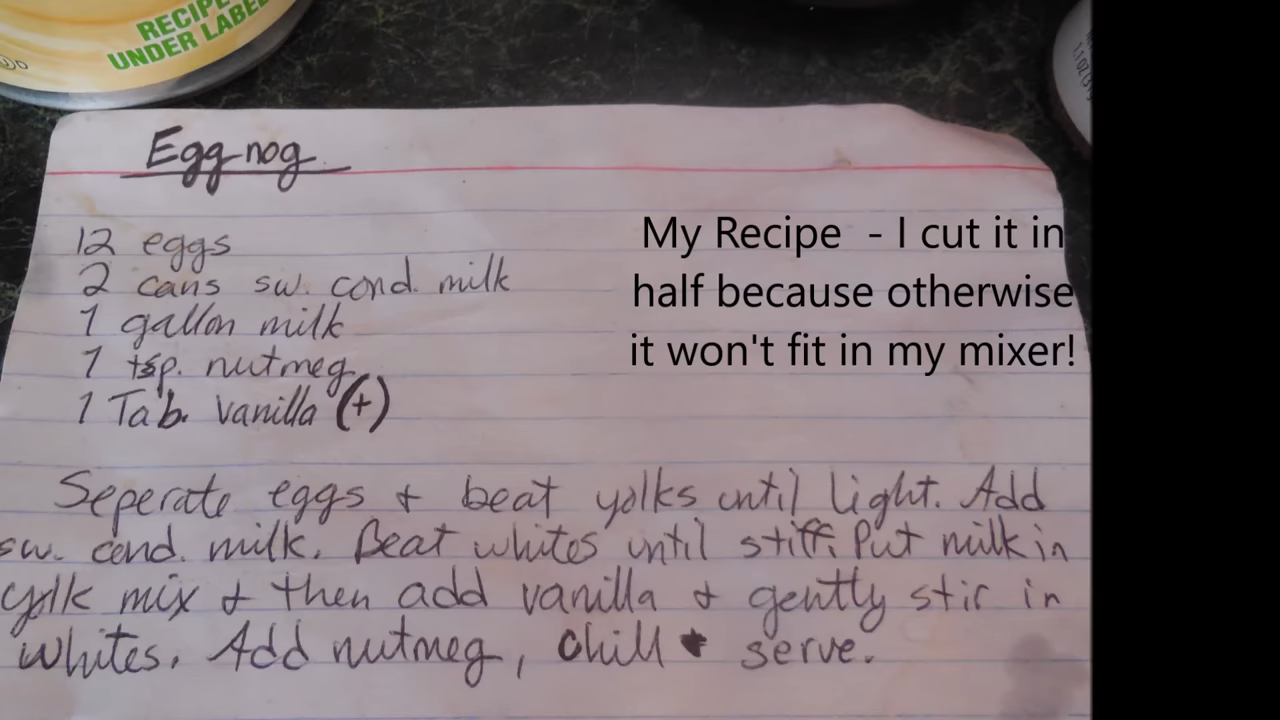 RECIPE
UNDER LABEL
Egg nog
12 eggs
2 cans sw. cond. milk
1 gallon milk
1 tsp. nutmeg
1 Tab. vanilla (+)
My Recipe - I cut it in
half because otherwise
it won't fit in my mixer!
Seperate eggs & beat yolks until light. Add
sw. cond. milk. Beat whites until stiff. Put milk in
yolk mix & then add vanilla & gently stir in
whites. Add nutmeg, chill & serve.